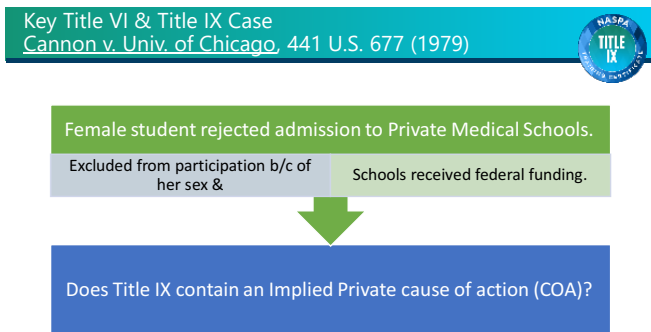 Key Title VI & Title IX Case
Cannon v. Univ. of Chicago, 441 U.S. 677 (1979)
NASPA
TITLE
IX
TRAINING CERTIFICATE
Female student rejected admission to Private Medical Schools.
Excluded from participation b/c of
her sex &
Schools received federal funding.
Does Title IX contain an Implied Private cause of action (COA)?